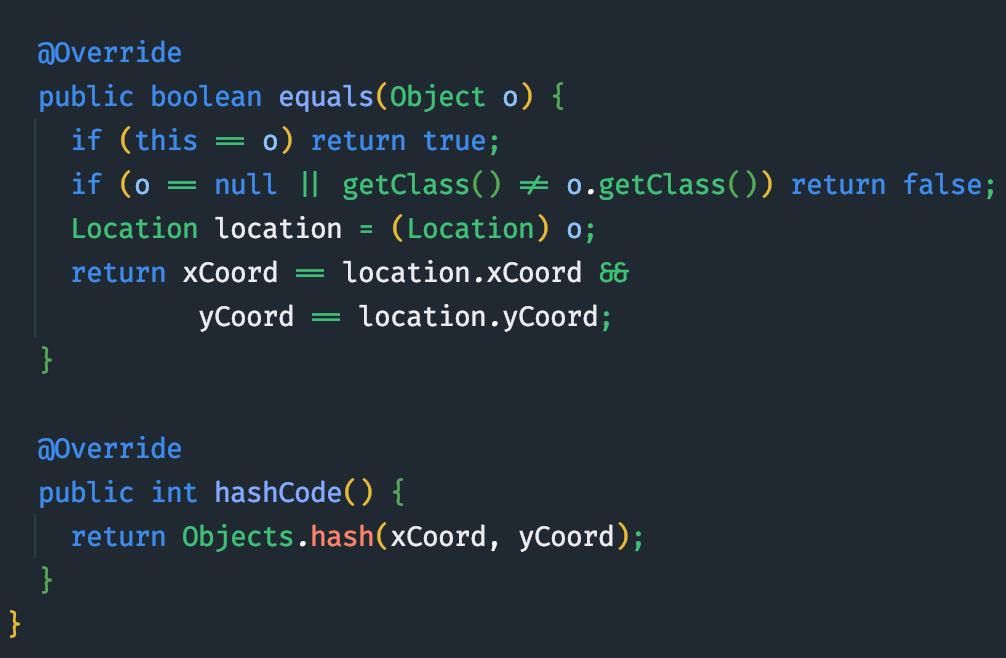 @Override
public boolean equals(Object o) {
if (this == o) return true;
if (o == null || getClass() != o.getClass()) return false;
Location location = (Location) o;
return xCoord == location.xCoord &&
yCoord == location.yCoord;
}
@Override
public int hashCode() {
return Objects.hash(xCoord, yCoord);
}
}